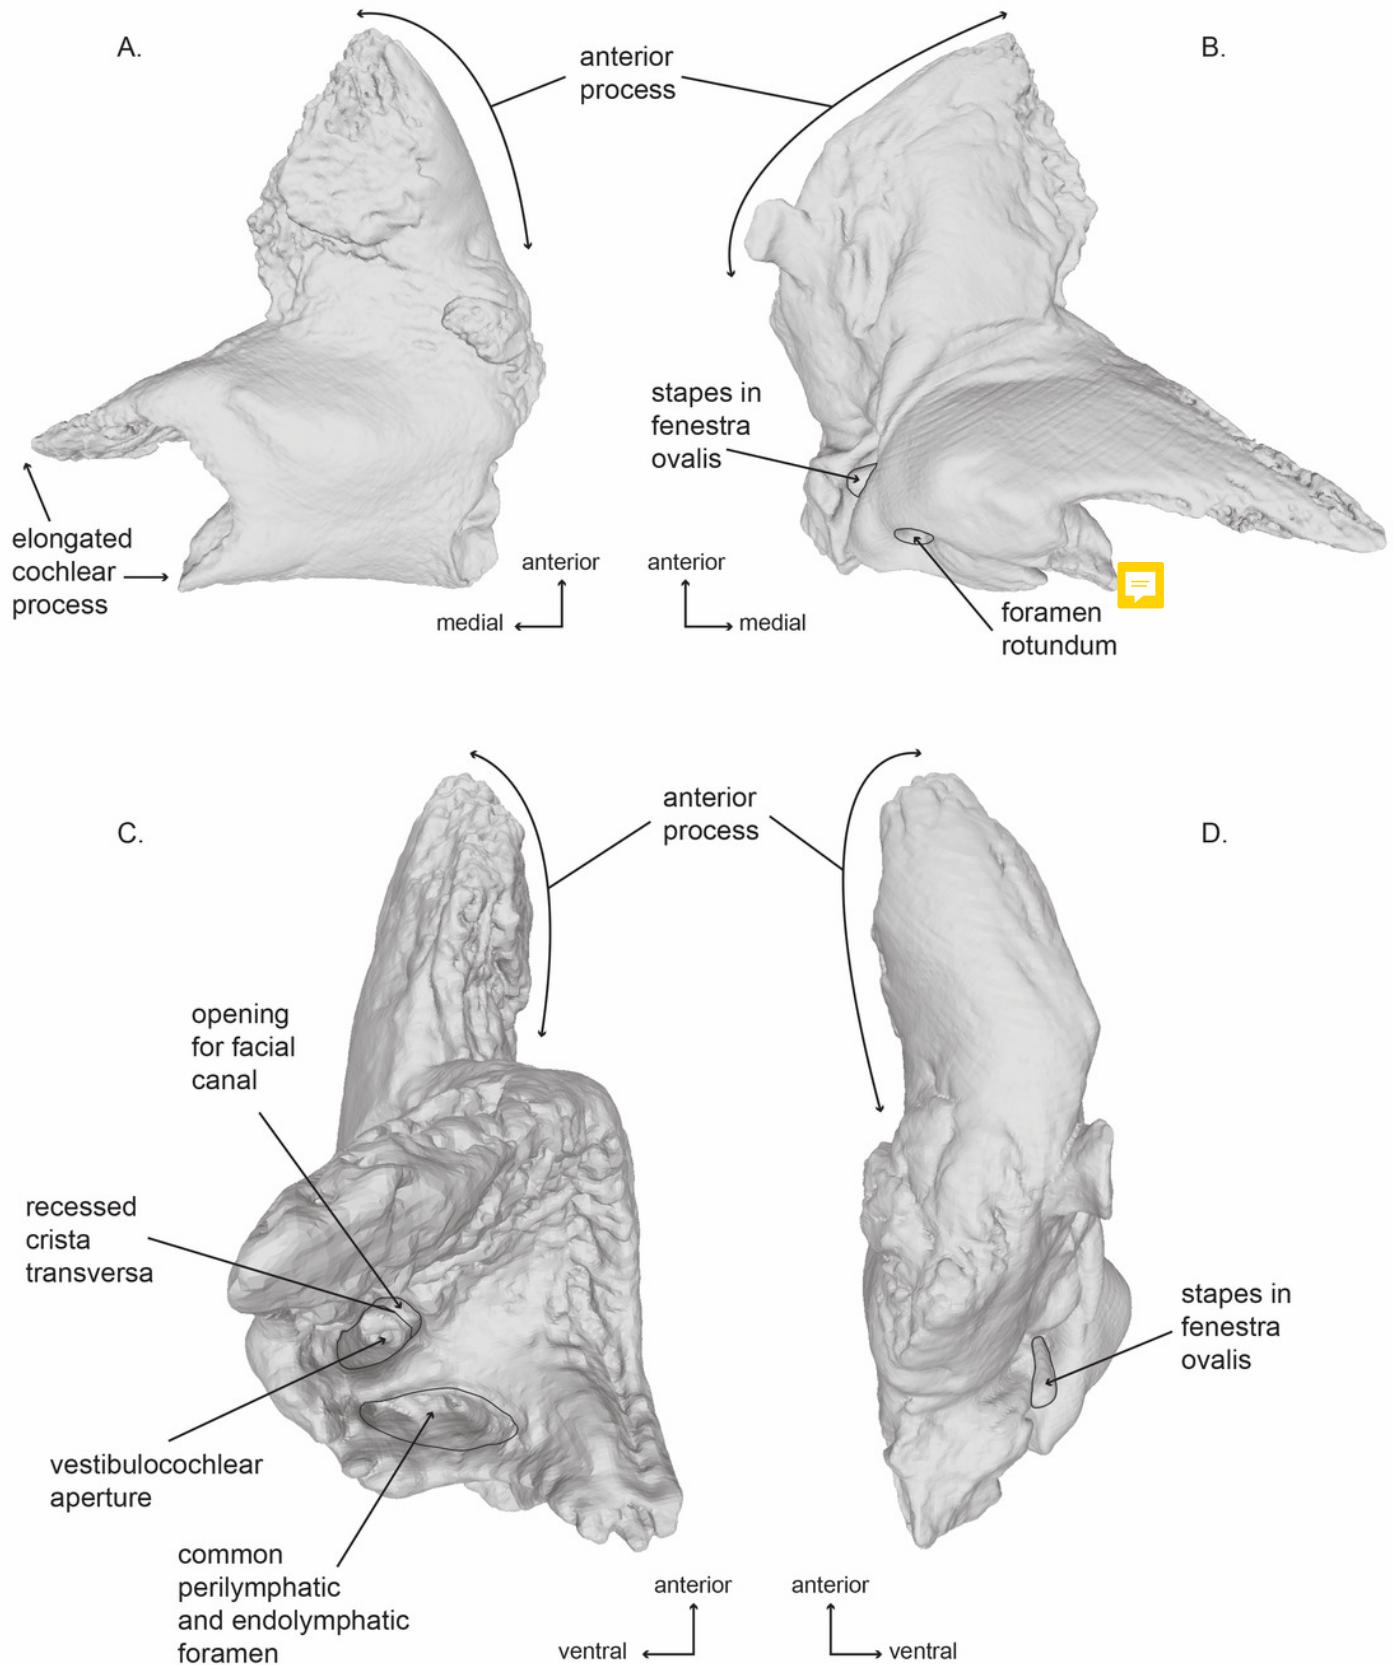 A.
anterior
process
B.
stapes in
fenestra
ovalis
elongated
cochlear
process
anterior
medial
anterior
medial
foramen
rotundum
C.
anterior
process
D.
opening
for facial
canal
recessed
crista
transversa
stapes in
fenestra
ovalis
vestibulocochlear
aperture
common
perilymphatic
and endolymphatic
foramen
anterior
ventral
anterior
ventral